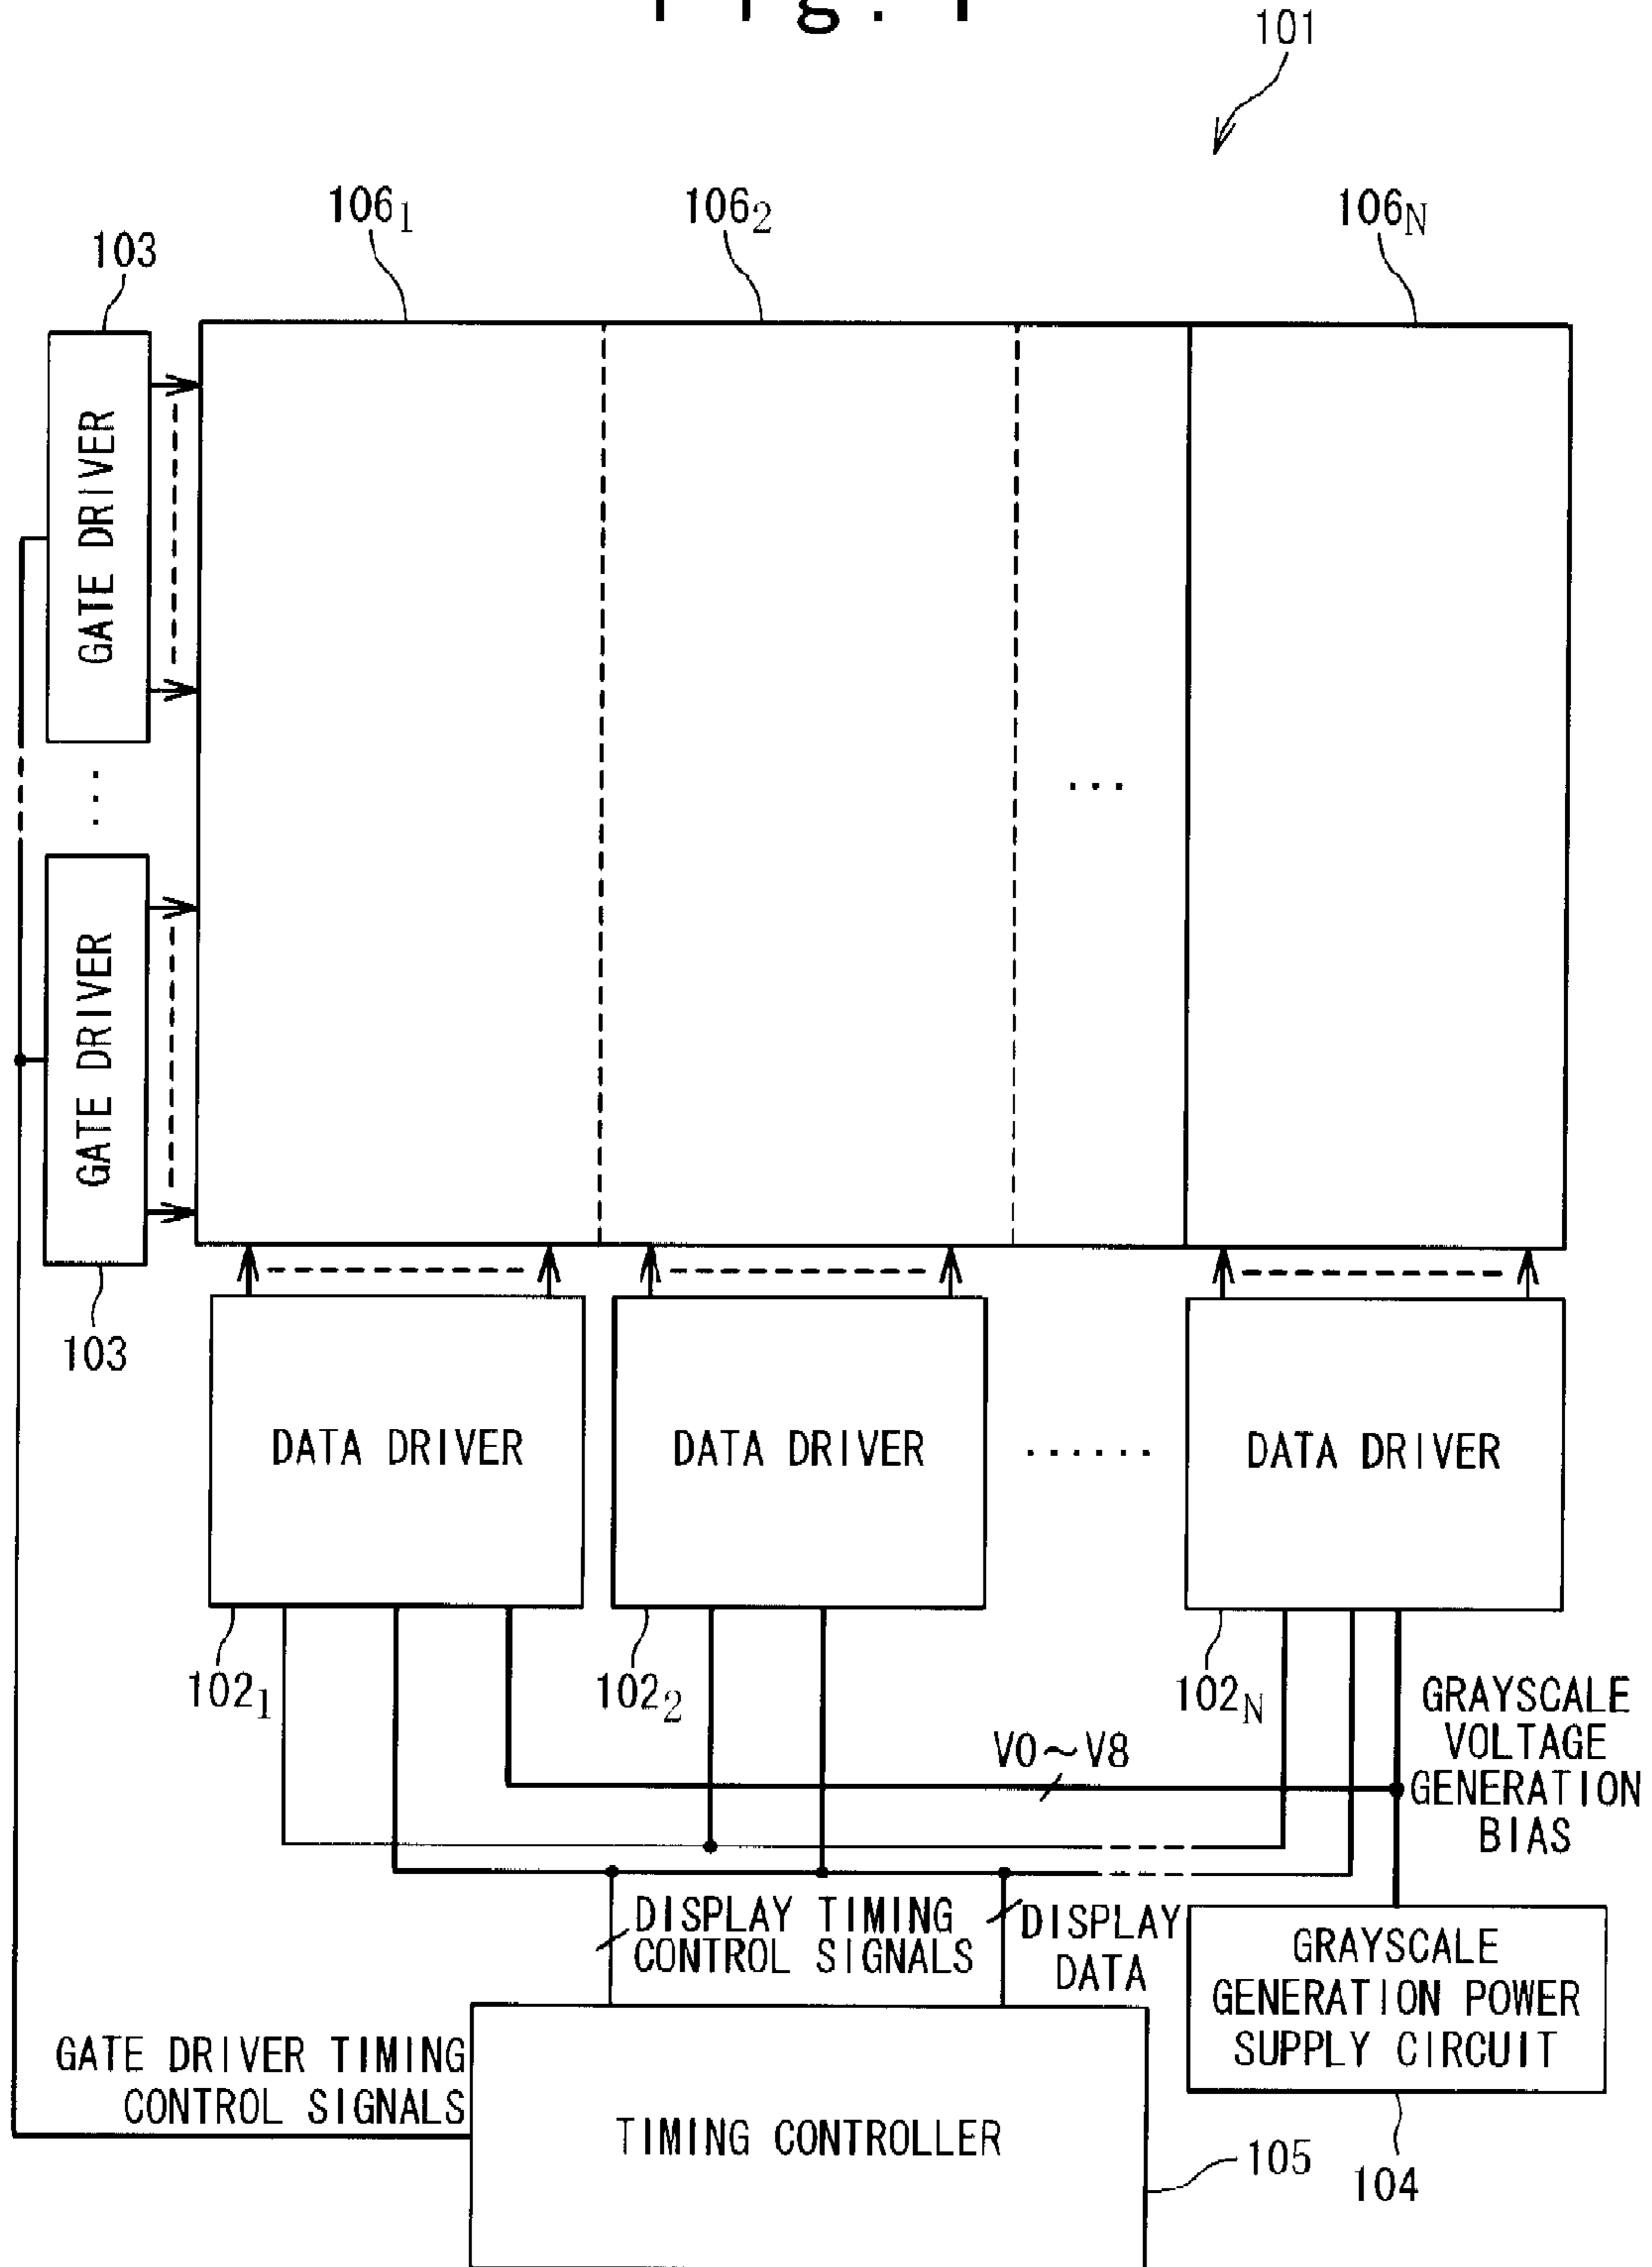 Fig. 1
101
106₁
106₂
106N
103
GATE DRIVER
...
...
GATE DRIVER
103
DATA DRIVER
DATA DRIVER
......
DATA DRIVER
102₁
102₂
102N
GRAYSCALE
VOLTAGE
GENERATION
BIAS
V0~V8
DISPLAY TIMING
CONTROL SIGNALS
DISPLAY
DATA
GRAYSCALE
GENERATION POWER
SUPPLY CIRCUIT
104
GATE DRIVER TIMING
CONTROL SIGNALS
TIMING CONTROLLER
105